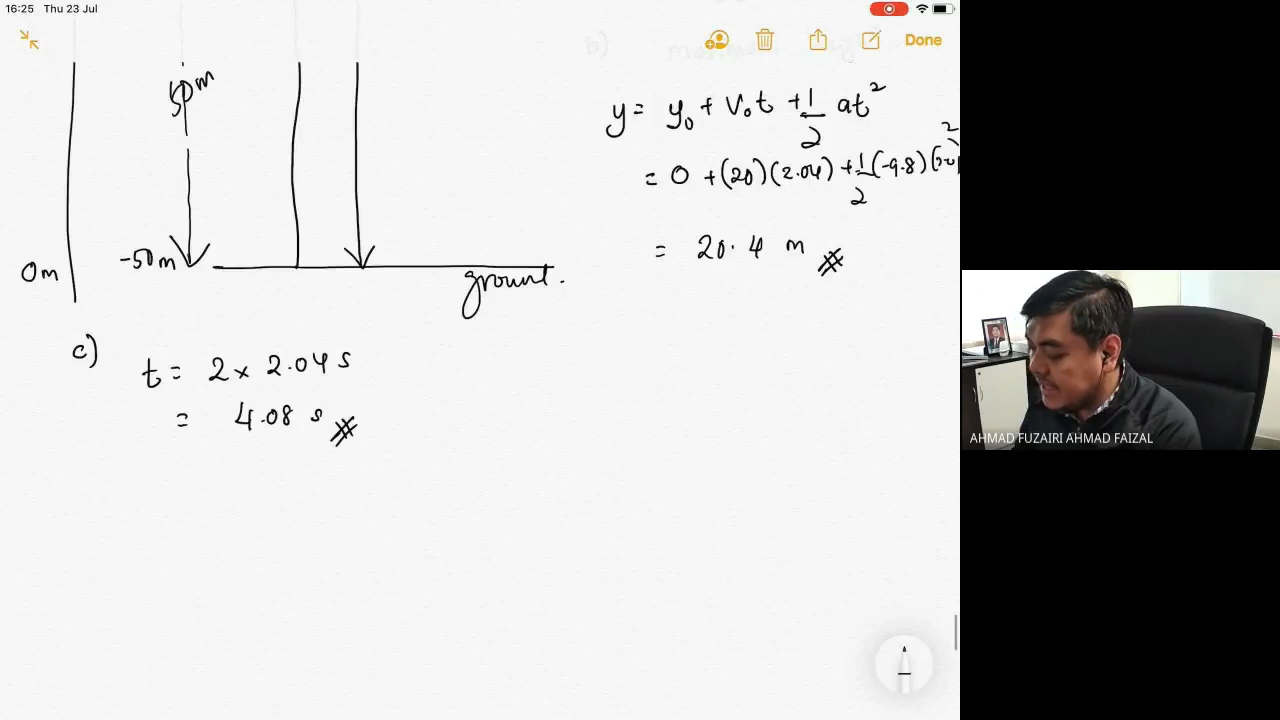 16:25 Thu 23 Jul
Done
50m
0m
-50m
ground.
y = y₀ + V₀t + 1/2 at²
= 0 + (20)(2.04) + 1/2 (-9.8)(
= 20.4 m
c)
t = 2 x 2.04 s
= 4.08 s
AHMAD FUZAIRI AHMAD FAIZAL